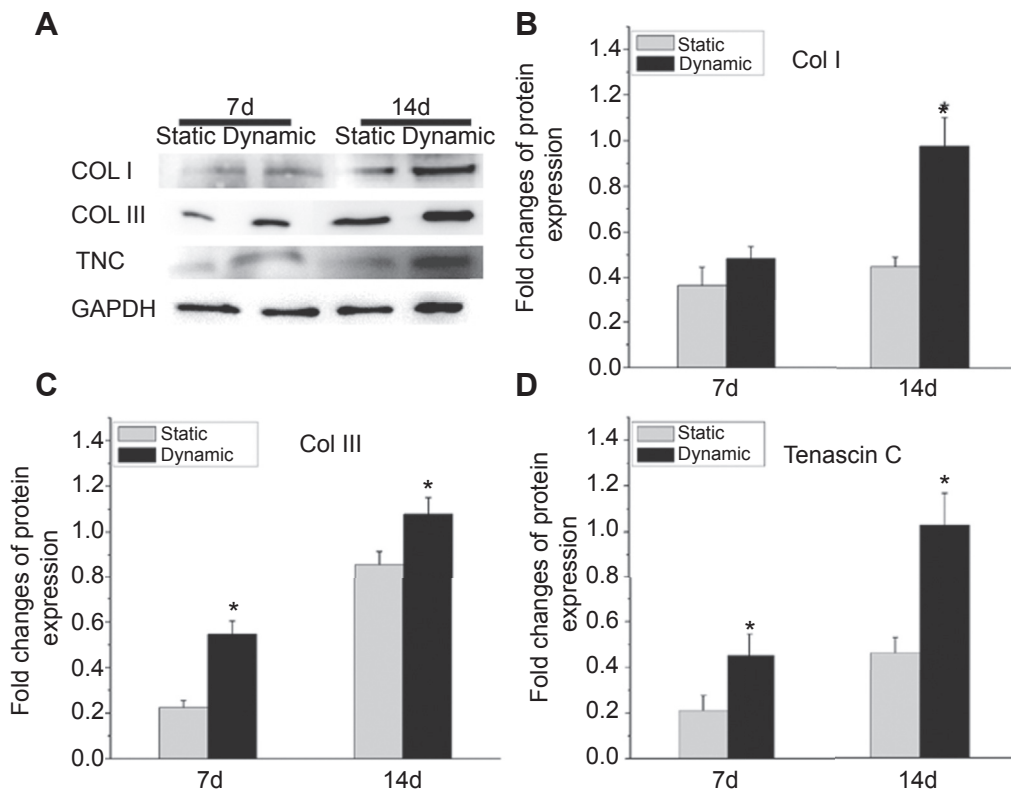 A
7d 14d
Static Dynamic Static Dynamic
COL I
COL III
TNC
GAPDH
B
Static
Dynamic
Col I
Fold changes of protein
expression
1.4
1.2
1.0
0.8
0.6
0.4
0.2
0.0
*
7d 14d
C
Static
Dynamic
Col III
Fold changes of protein
expression
1.4
1.2
1.0
0.8
0.6
0.4
0.2
0.0
*
*
7d 14d
D
Static
Dynamic
Tenascin C
Fold changes of protein
expression
1.4
1.2
1.0
0.8
0.6
0.4
0.2
0.0
*
*
7d 14d